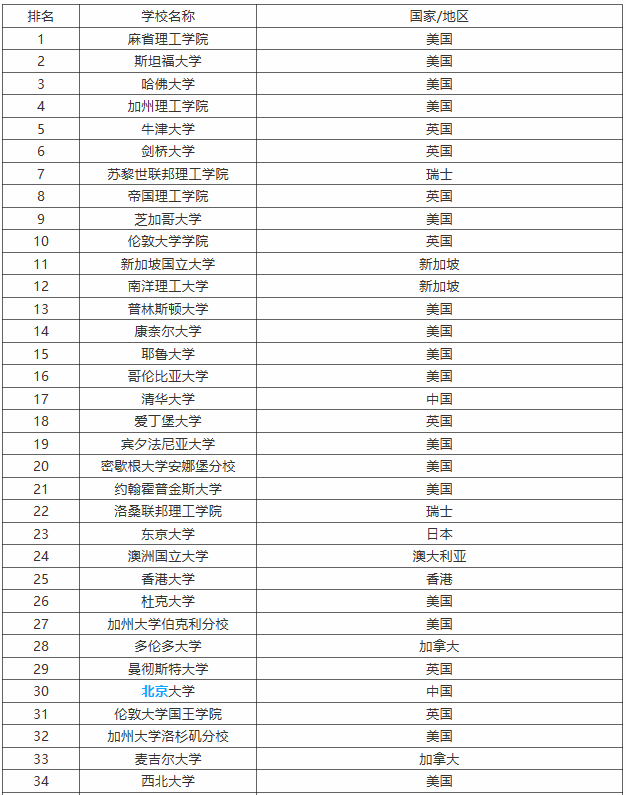 排名 学校名称 国家/地区
1 麻省理工学院 美国
2 斯坦福大学 美国
3 哈佛大学 美国
4 加州理工学院 美国
5 牛津大学 英国
6 剑桥大学 英国
7 苏黎世联邦理工学院 瑞士
8 帝国理工学院 英国
9 芝加哥大学 美国
10 伦敦大学学院 英国
11 新加坡国立大学 新加坡
12 南洋理工大学 新加坡
13 普林斯顿大学 美国
14 康奈尔大学 美国
15 耶鲁大学 美国
16 哥伦比亚大学 美国
17 清华大学 中国
18 爱丁堡大学 英国
19 宾夕法尼亚大学 美国
20 密歇根大学安娜堡分校 美国
21 约翰霍普金斯大学 美国
22 洛桑联邦理工学院 瑞士
23 东京大学 日本
24 澳洲国立大学 澳大利亚
25 香港大学 香港
26 杜克大学 美国
27 加州大学伯克利分校 美国
28 多伦多大学 加拿大
29 曼彻斯特大学 英国
30 北京大学 中国
31 伦敦大学国王学院 英国
32 加州大学洛杉矶分校 美国
33 麦吉尔大学 加拿大
34 西北大学 美国